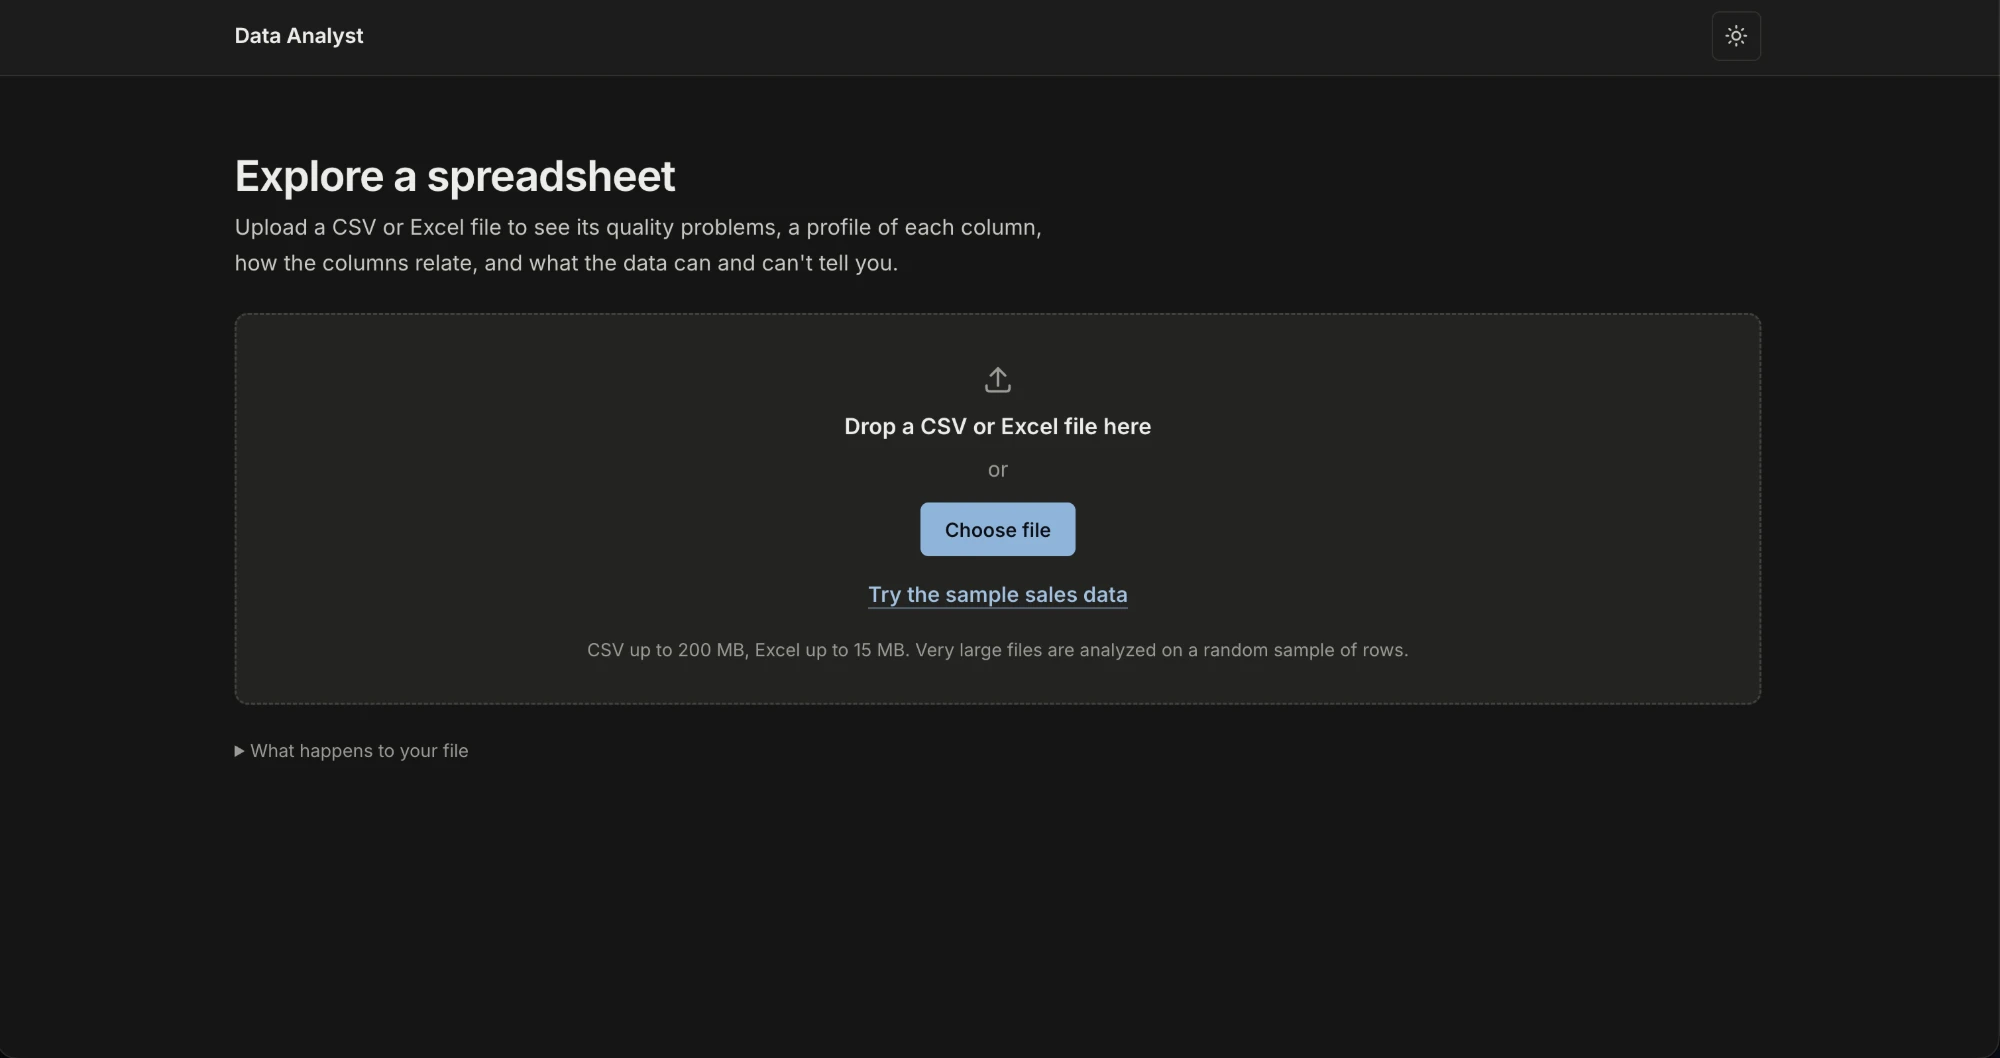 Data Analyst
Explore a spreadsheet
Upload a CSV or Excel file to see its quality problems, a profile of each column,
how the columns relate, and what the data can and can't tell you.
Drop a CSV or Excel file here
or
Choose file
Try the sample sales data
CSV up to 200 MB, Excel up to 15 MB. Very large files are analyzed on a random sample of rows.
What happens to your file